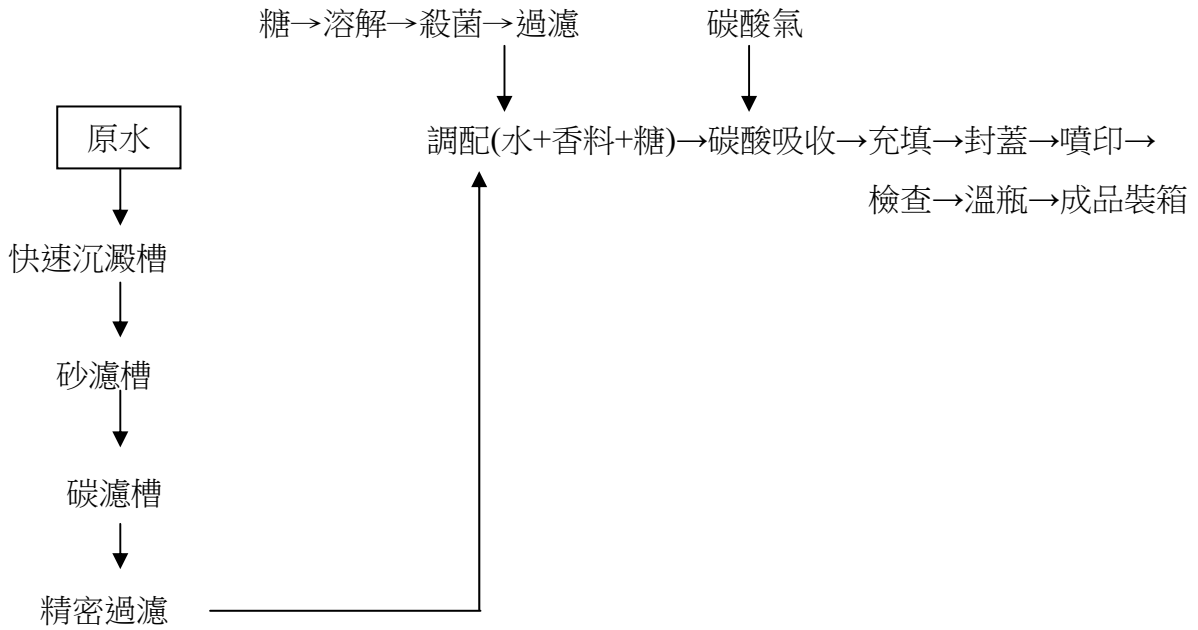 糖→溶解→殺菌→過濾
碳酸氣
原水
調配(水+香料+糖)→碳酸吸收→充填→封蓋→噴印→
檢查→溫瓶→成品裝箱
快速沉澱槽
砂濾槽
碳濾槽
精密過濾